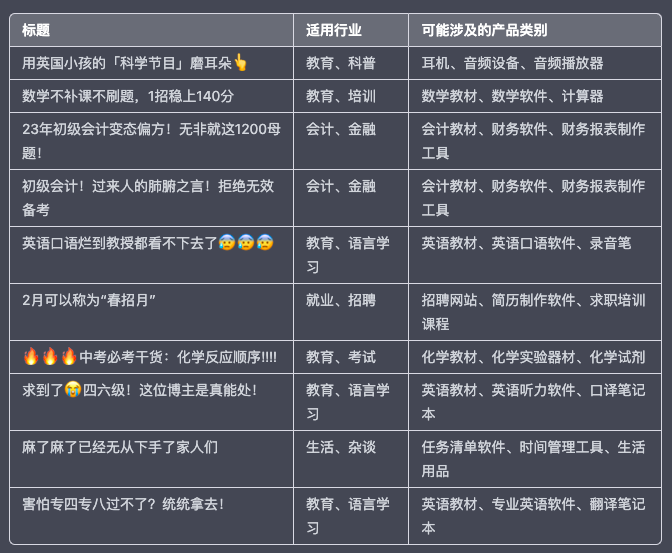 标题 适用行业 可能涉及的产品类别
用英国小孩的「科学节目」磨耳朵👆 教育、科普 耳机、音频设备、音频播放器
数学不补课不刷题，1招稳上140分 教育、培训 数学教材、数学软件、计算器
23年初级会计变态偏方！无非就这1200母 会计、金融 会计教材、财务软件、财务报表制作
题！ 工具
初级会计！过来人的肺腑之言！拒绝无效 会计、金融 会计教材、财务软件、财务报表制作
备考 工具
英语口语烂到教授都看不下去了😰😰😰 教育、语言学 英语教材、英语口语软件、录音笔
习
2月可以称为“春招月” 就业、招聘 招聘网站、简历制作软件、求职培训
课程
🔥🔥🔥中考必考干货：化学反应顺序!!!! 教育、考试 化学教材、化学实验器材、化学试剂
求到了😭四六级！这位博主是真能处！ 教育、语言学 英语教材、英语听力软件、口译笔记
习 本
麻了麻了已经无从下手了家人们 生活、杂谈 任务清单软件、时间管理工具、生活
用品
害怕专四专八过不了？统统拿去！ 教育、语言学 英语教材、专业英语软件、翻译笔记
习 本